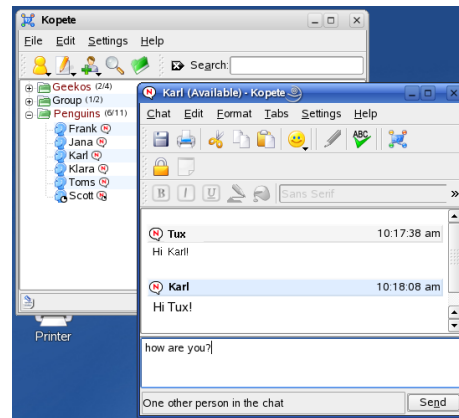 Kopete
File Edit Settings Help
Search:
Geekos (2/4)
Group (1/2)
Penguins (6/11)
Frank
Jana
Karl
Klara
Toms
Scott
Printer
Karl (Available) - Kopete
Chat Edit Format Tabs Settings Help
ABC
B I U Sans Serif »
Tux 10:17:38 am
Hi Karl!
Karl 10:18:08 am
Hi Tux!
how are you?
One other person in the chat Send